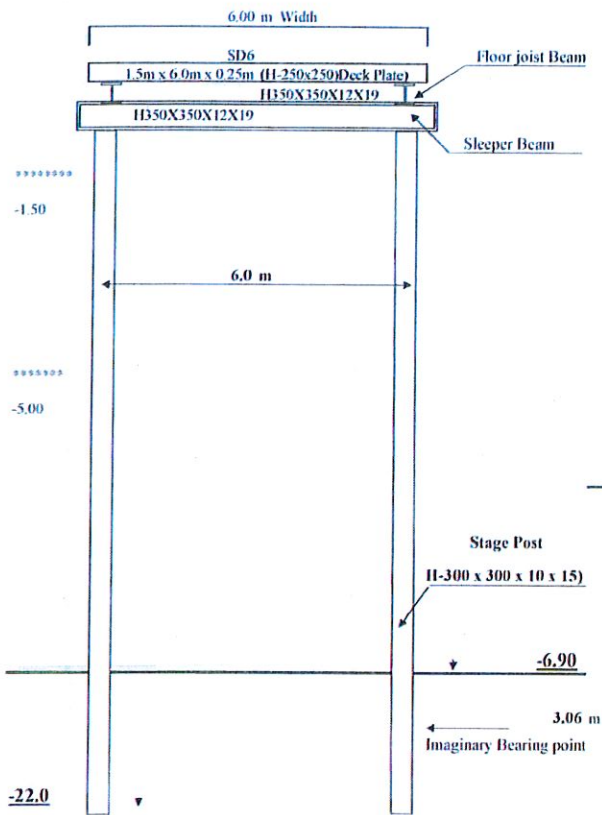 6.00 m Width
SD6
Floor joist Beam
1.5m x 6.0m x 0.25m (H-250x250)Deck Plate)
H350X350X12X19
H350X350X12X19
Sleeper Beam
-1.50
6.0 m
-5.00
Stage Post
H-300 x 300 x 10 x 15)
-6.90
3.06 m
Imaginary Bearing point
-22.0